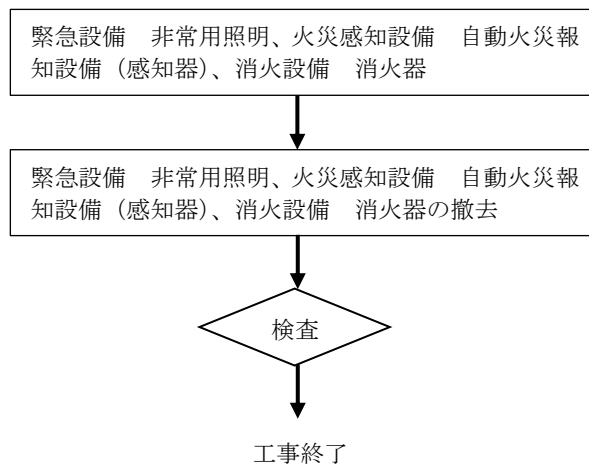 緊急設備　非常用照明、火災感知設備　自動火災報
知設備（感知器）、消火設備　消火器
緊急設備　非常用照明、火災感知設備　自動火災報
知設備（感知器）、消火設備　消火器の撤去
検査
工事終了